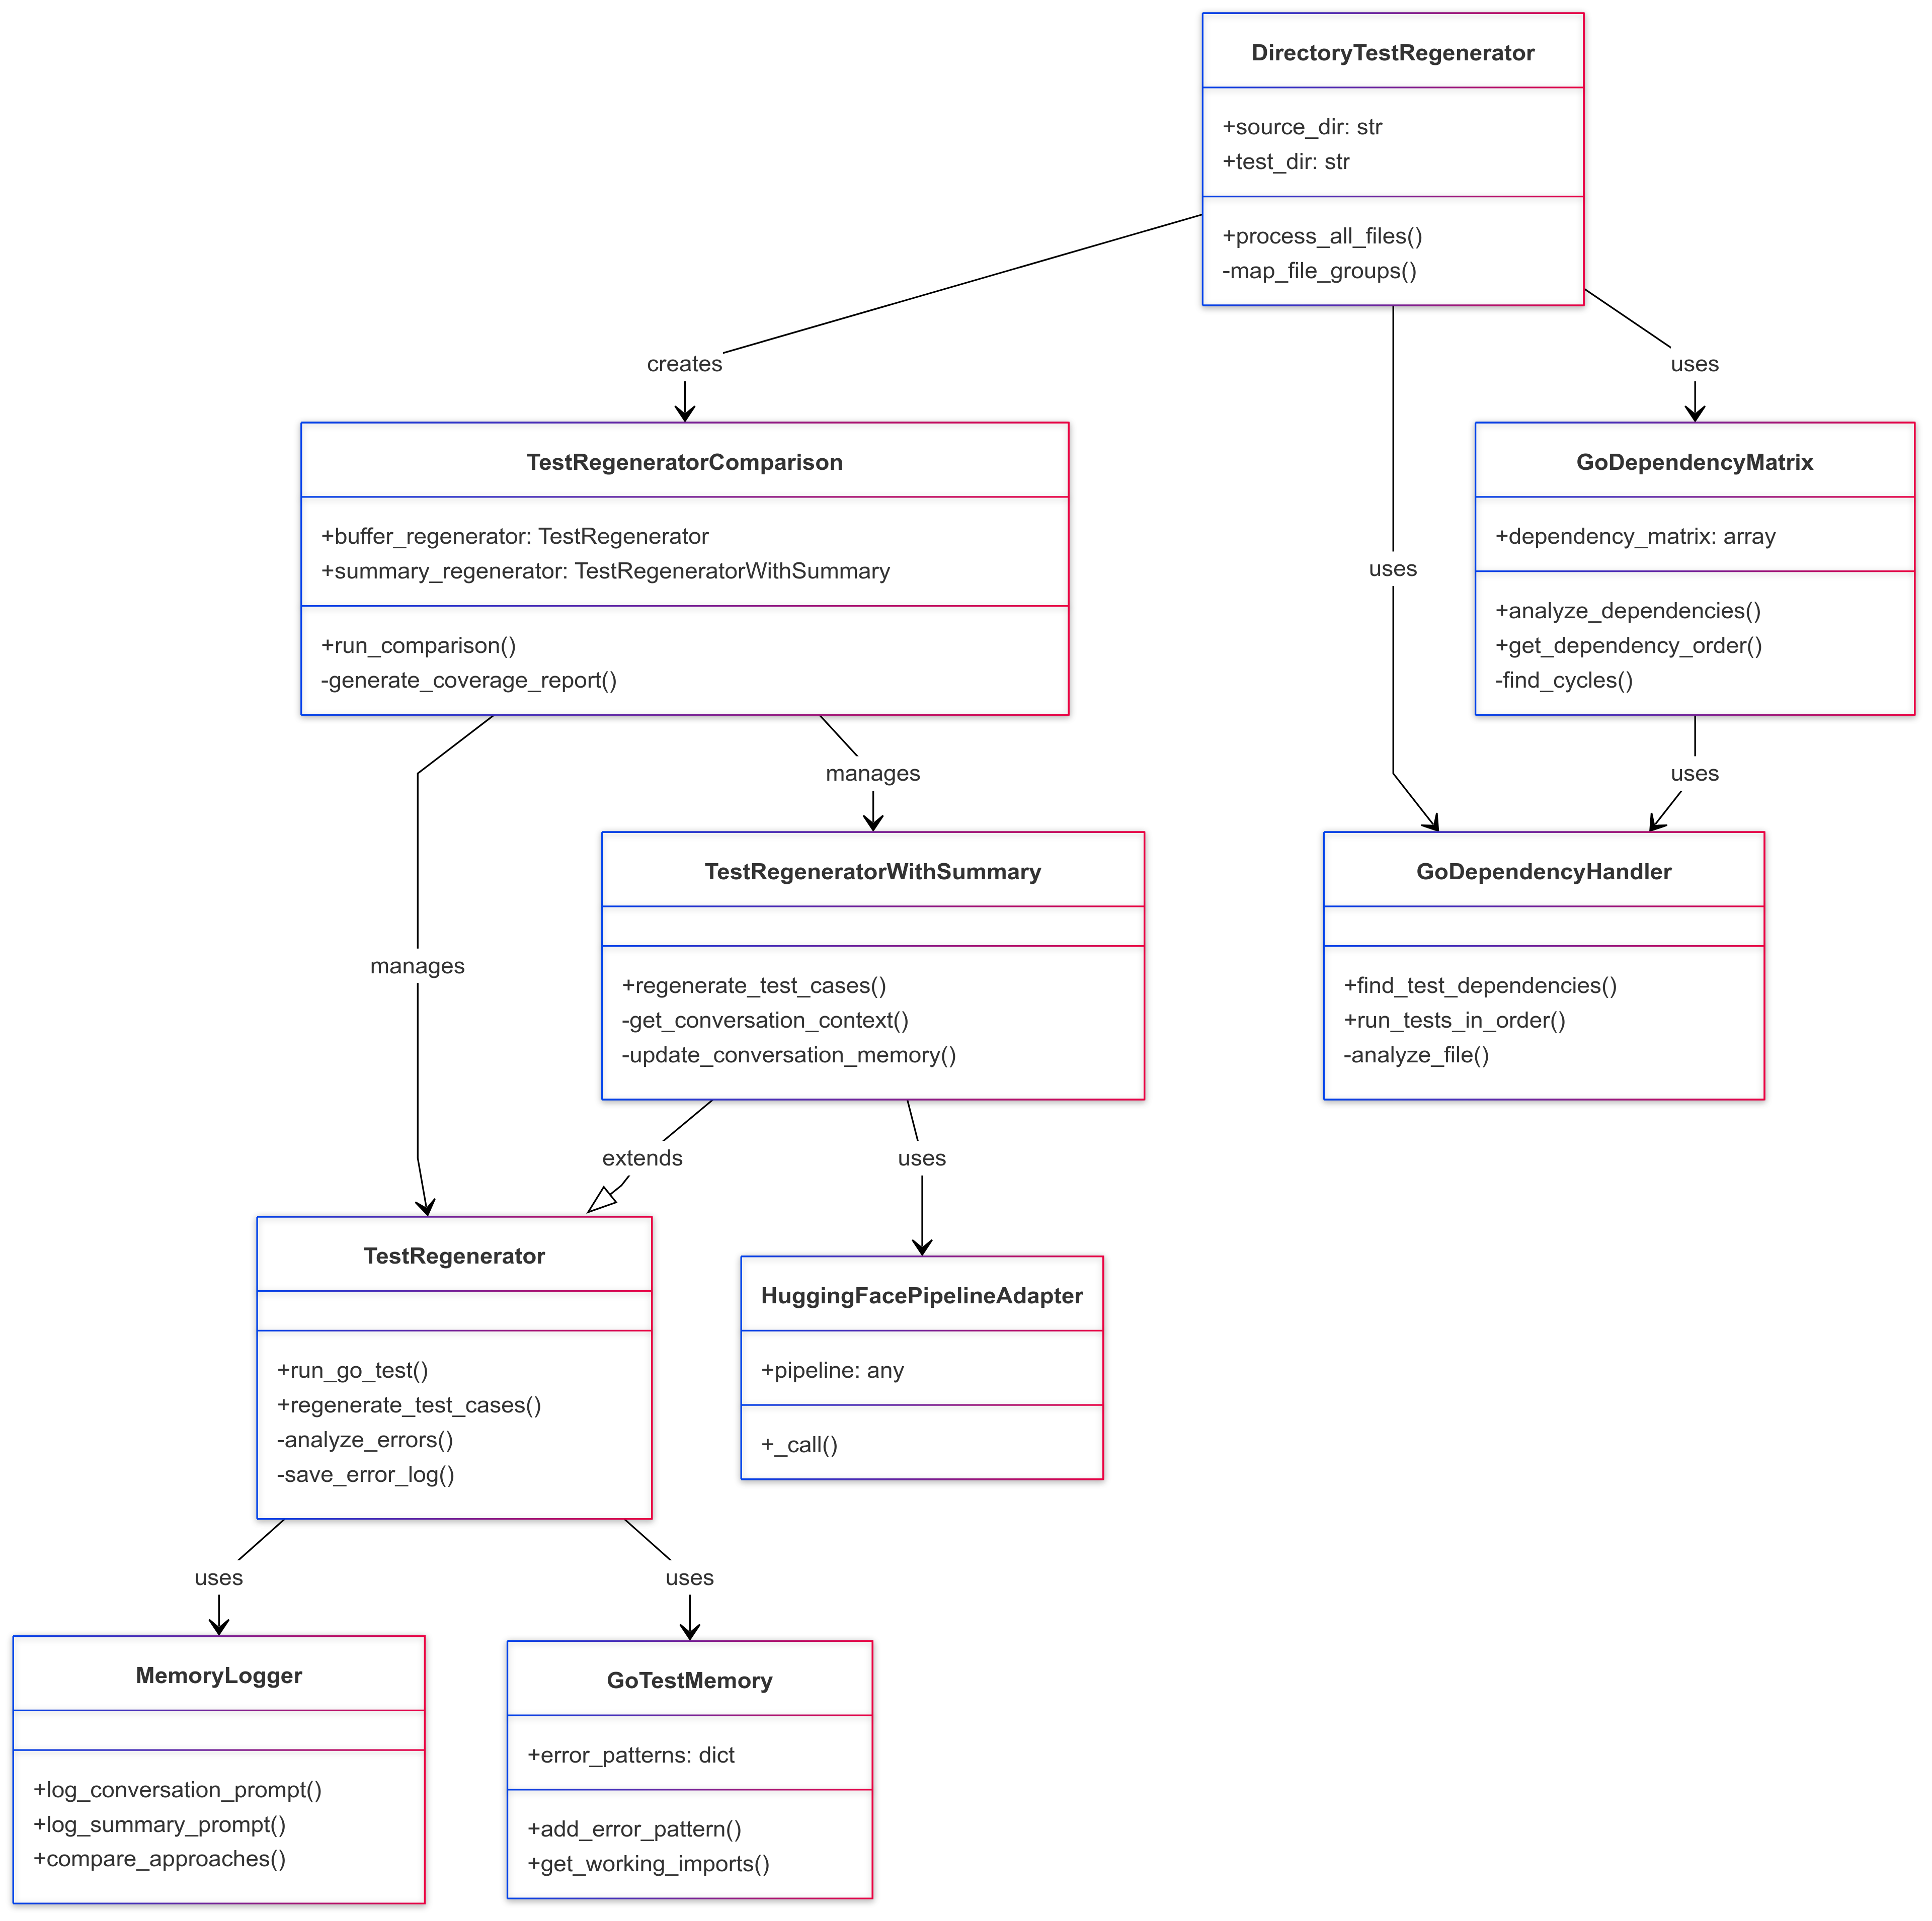 DirectoryTestRegenerator
+source_dir: str
+test_dir: str
+process_all_files()
-map_file_groups()
creates
uses
uses
TestRegeneratorComparison
+buffer_regenerator: TestRegenerator
+summary_regenerator: TestRegeneratorWithSummary
+run_comparison()
-generate_coverage_report()
GoDependencyMatrix
+dependency_matrix: array
+analyze_dependencies()
+get_dependency_order()
-find_cycles()
manages
manages
uses
TestRegeneratorWithSummary
+regenerate_test_cases()
-get_conversation_context()
-update_conversation_memory()
GoDependencyHandler
+find_test_dependencies()
+run_tests_in_order()
-analyze_file()
extends
uses
TestRegenerator
+run_go_test()
+regenerate_test_cases()
-analyze_errors()
-save_error_log()
HuggingFacePipelineAdapter
+pipeline: any
+_call()
uses
uses
MemoryLogger
+log_conversation_prompt()
+log_summary_prompt()
+compare_approaches()
GoTestMemory
+error_patterns: dict
+add_error_pattern()
+get_working_imports()